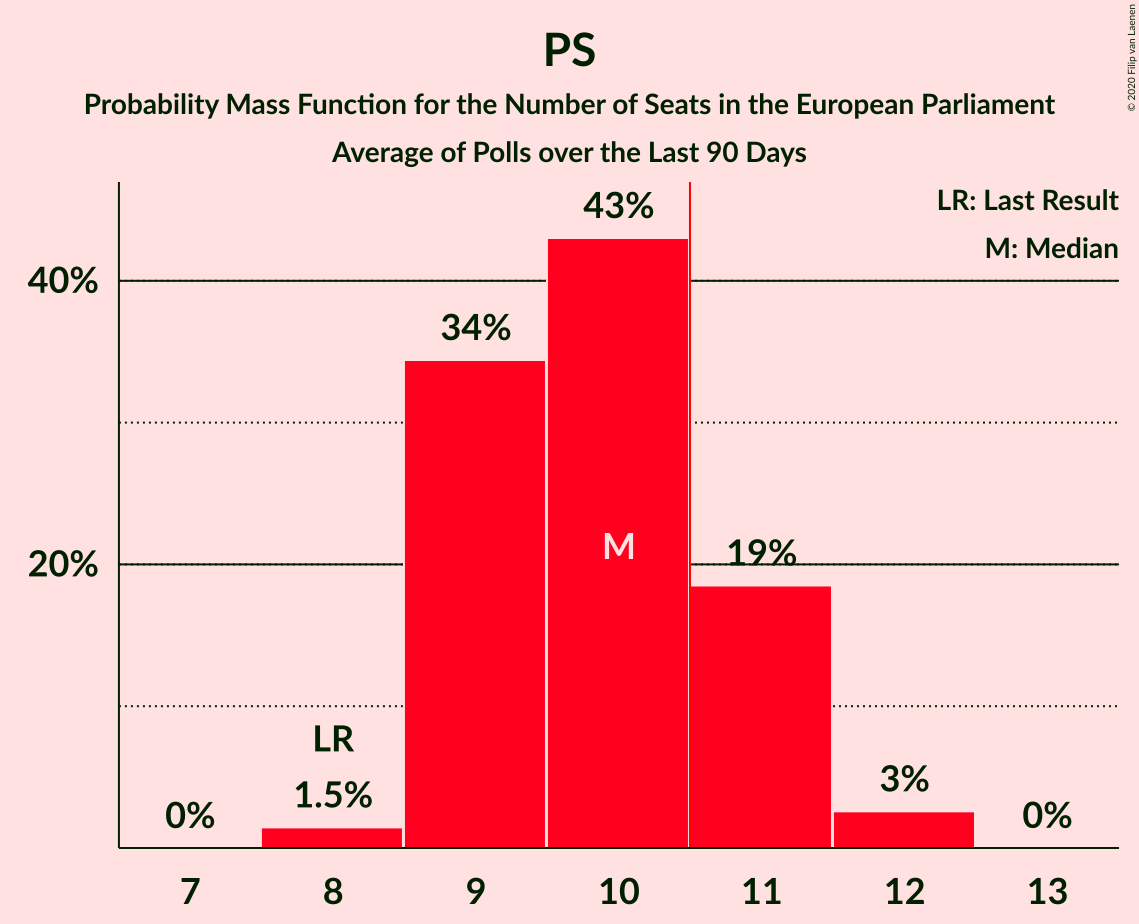 PS
Probability Mass Function for the Number of Seats in the European Parliament
Average of Polls over the Last 90 Days
© 2020 Filip van Laenen
LR: Last Result
M: Median
43%
40%
34%
M
19%
20%
LR
1.5%
3%
0%
0%
7 8 9 10 11 12 13